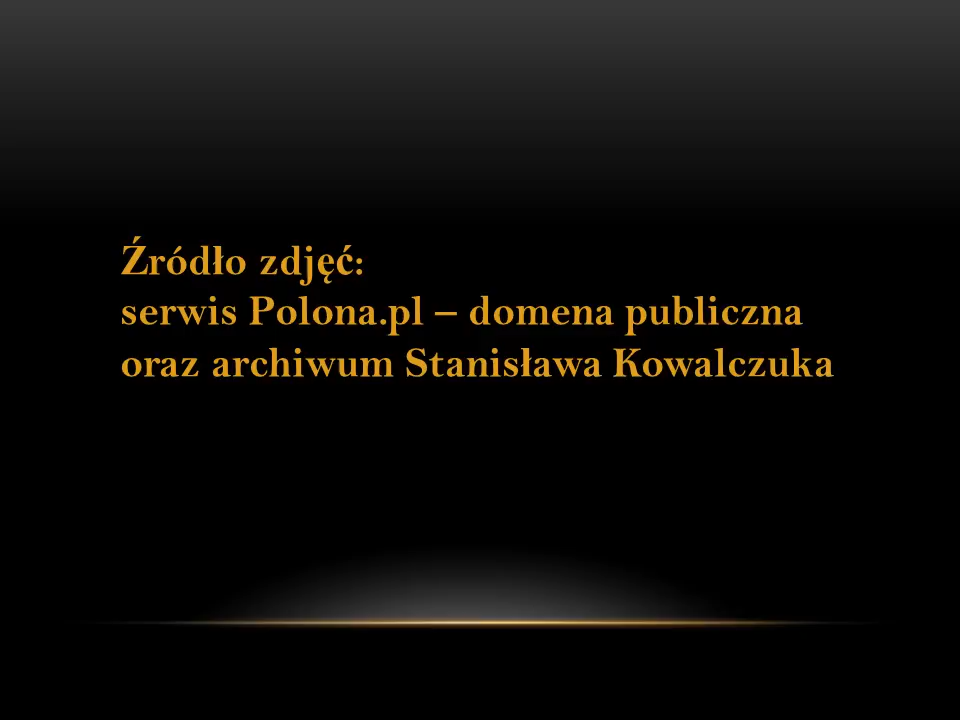 Źródło zdjęć:
serwis Polona.pl – domena publiczna
oraz archiwum Stanisława Kowalczuka